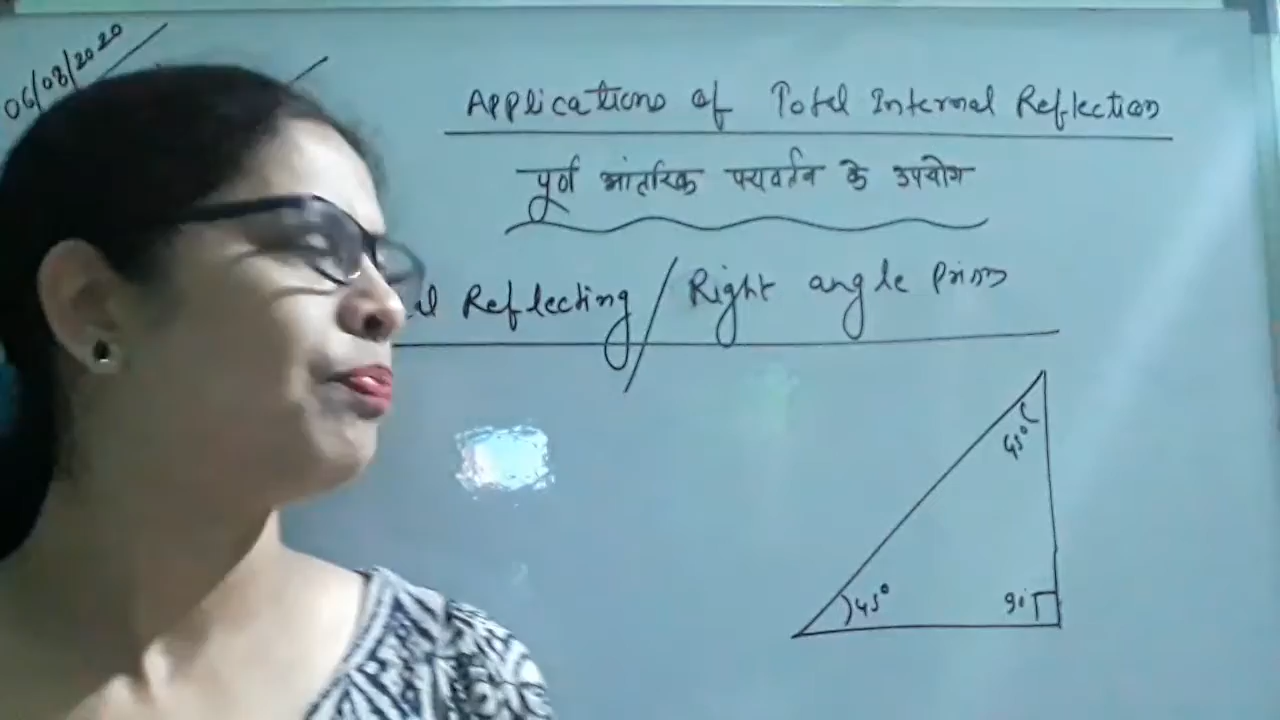 06/08/2020
Applications of Total Internal Reflection
पूर्ण आंतरिक परावर्तन के उपयोग
Reflecting / Right angle Prism
45°
45°
90°